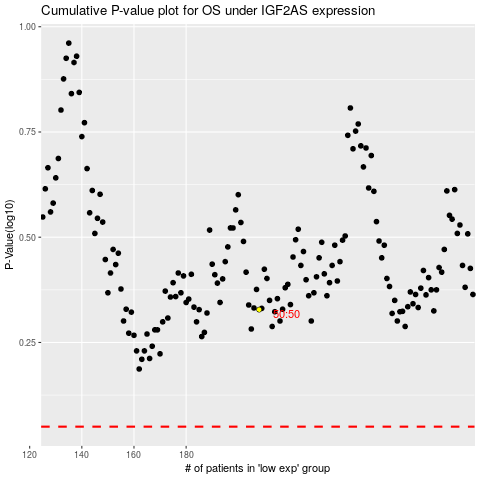 Cumulative P-value plot for OS under IGF2AS expression
1.00
0.75
0.50
0.25
P-Value(log10)
50:50
120 140 160 180
# of patients in 'low exp' group